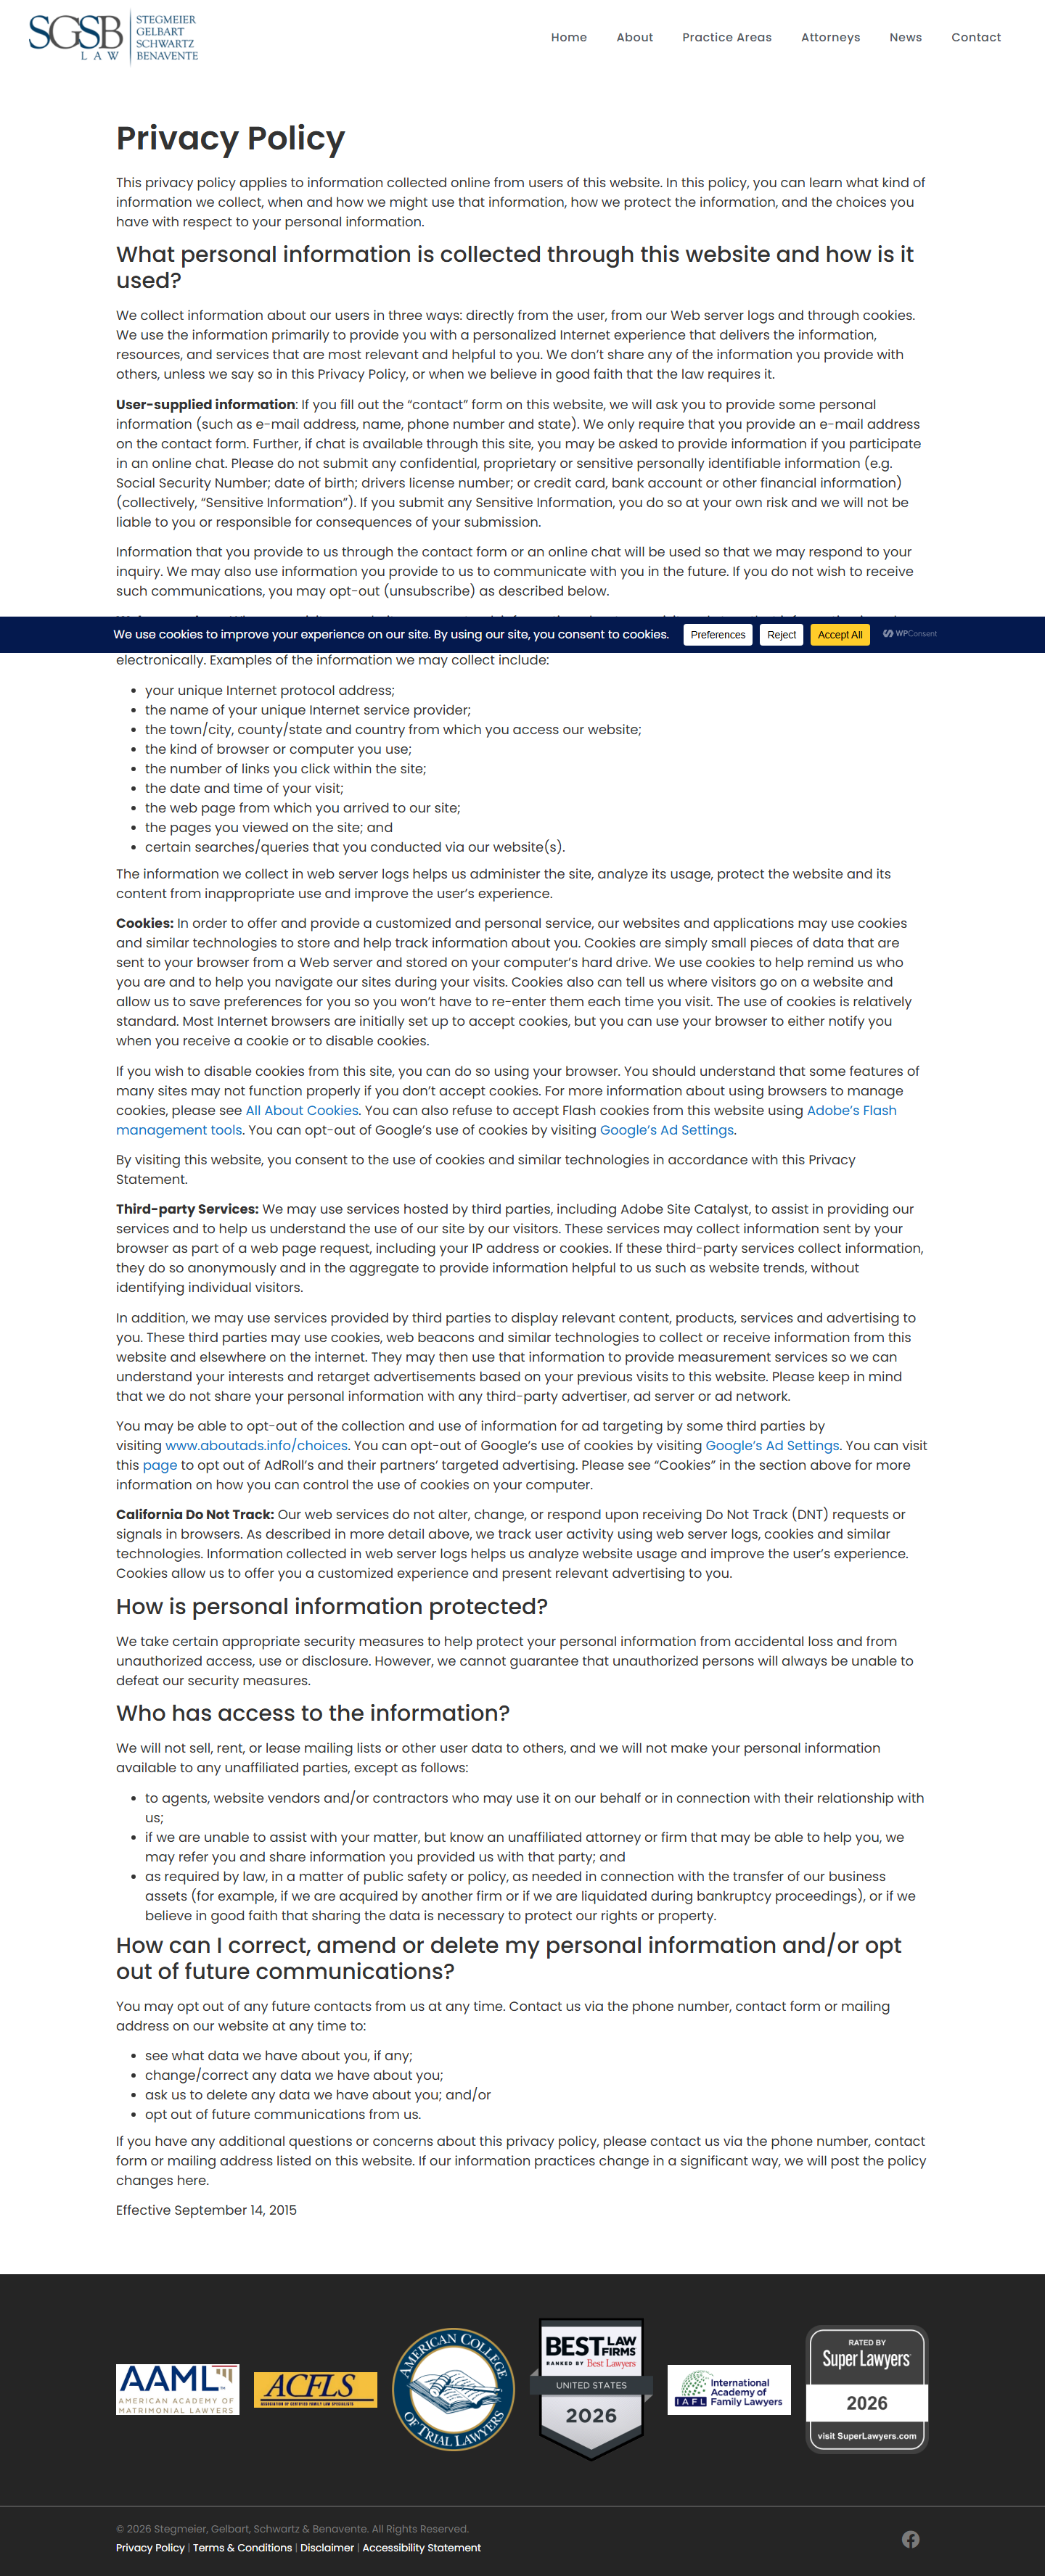 SGSB
LAW
STEGMEIER
GELBART
SCHWARTZ
BENAVENTE
Home About Practice Areas Attorneys News Contact
Privacy Policy
This privacy policy applies to information collected online from users of this website. In this policy, you can learn what kind of
information we collect, when and how we might use that information, how we protect the information, and the choices you
have with respect to your personal information.
What personal information is collected through this website and how is it
used?
We collect information about our users in three ways: directly from the user, from our Web server logs and through cookies.
We use the information primarily to provide you with a personalized Internet experience that delivers the information,
resources, and services that are most relevant and helpful to you. We don’t share any of the information you provide with
others, unless we say so in this Privacy Policy, or when we believe in good faith that the law requires it.
User-supplied information: If you fill out the “contact” form on this website, we will ask you to provide some personal
information (such as e-mail address, name, phone number and state). We only require that you provide an e-mail address
on the contact form. Further, if chat is available through this site, you may be asked to provide information if you participate
in an online chat. Please do not submit any confidential, proprietary or sensitive personally identifiable information (e.g.
Social Security Number; date of birth; drivers license number; or credit card, bank account or other financial information)
(collectively, “Sensitive Information”). If you submit any Sensitive Information, you do so at your own risk and we will not be
liable to you or responsible for consequences of your submission.
Information that you provide to us through the contact form or an online chat will be used so that we may respond to your
inquiry. We may also use information you provide to us to communicate with you in the future. If you do not wish to receive
such communications, you may opt-out (unsubscribe) as described below.
We use cookies to improve your experience on our site. By using our site, you consent to cookies. Preferences Reject Accept All WPConsent
electronically. Examples of the information we may collect include:
• your unique Internet protocol address;
• the name of your unique Internet service provider;
• the town/city, county/state and country from which you access our website;
• the kind of browser or computer you use;
• the number of links you click within the site;
• the date and time of your visit;
• the web page from which you arrived to our site;
• the pages you viewed on the site; and
• certain searches/queries that you conducted via our website(s).
The information we collect in web server logs helps us administer the site, analyze its usage, protect the website and its
content from inappropriate use and improve the user’s experience.
Cookies: In order to offer and provide a customized and personal service, our websites and applications may use cookies
and similar technologies to store and help track information about you. Cookies are simply small pieces of data that are
sent to your browser from a Web server and stored on your computer’s hard drive. We use cookies to help remind us who
you are and to help you navigate our sites during your visits. Cookies also can tell us where visitors go on a website and
allow us to save preferences for you so you won’t have to re-enter them each time you visit. The use of cookies is relatively
standard. Most Internet browsers are initially set up to accept cookies, but you can use your browser to either notify you
when you receive a cookie or to disable cookies.
If you wish to disable cookies from this site, you can do so using your browser. You should understand that some features of
many sites may not function properly if you don’t accept cookies. For more information about using browsers to manage
cookies, please see All About Cookies. You can also refuse to accept Flash cookies from this website using Adobe’s Flash
management tools. You can opt-out of Google’s use of cookies by visiting Google’s Ad Settings.
By visiting this website, you consent to the use of cookies and similar technologies in accordance with this Privacy
Statement.
Third-party Services: We may use services hosted by third parties, including Adobe Site Catalyst, to assist in providing our
services and to help us understand the use of our site by our visitors. These services may collect information sent by your
browser as part of a web page request, including your IP address or cookies. If these third-party services collect information,
they do so anonymously and in the aggregate to provide information helpful to us such as website trends, without
identifying individual visitors.
In addition, we may use services provided by third parties to display relevant content, products, services and advertising to
you. These third parties may use cookies, web beacons and similar technologies to collect or receive information from this
website and elsewhere on the internet. They may then use that information to provide measurement services so we can
understand your interests and retarget advertisements based on your previous visits to this website. Please keep in mind
that we do not share your personal information with any third-party advertiser, ad server or ad network.
You may be able to opt-out of the collection and use of information for ad targeting by some third parties by
visiting www.aboutads.info/choices. You can opt-out of Google’s use of cookies by visiting Google’s Ad Settings. You can visit
this page to opt out of AdRoll’s and their partners’ targeted advertising. Please see “Cookies” in the section above for more
information on how you can control the use of cookies on your computer.
California Do Not Track: Our web services do not alter, change, or respond upon receiving Do Not Track (DNT) requests or
signals in browsers. As described in more detail above, we track user activity using web server logs, cookies and similar
technologies. Information collected in web server logs helps us analyze website usage and improve the user’s experience.
Cookies allow us to offer you a customized experience and present relevant advertising to you.
How is personal information protected?
We take certain appropriate security measures to help protect your personal information from accidental loss and from
unauthorized access, use or disclosure. However, we cannot guarantee that unauthorized persons will always be unable to
defeat our security measures.
Who has access to the information?
We will not sell, rent, or lease mailing lists or other user data to others, and we will not make your personal information
available to any unaffiliated parties, except as follows:
• to agents, website vendors and/or contractors who may use it on our behalf or in connection with their relationship with
us;
• if we are unable to assist with your matter, but know an unaffiliated attorney or firm that may be able to help you, we
may refer you and share information you provided us with that party; and
• as required by law, in a matter of public safety or policy, as needed in connection with the transfer of our business
assets (for example, if we are acquired by another firm or if we are liquidated during bankruptcy proceedings), or if we
believe in good faith that sharing the data is necessary to protect our rights or property.
How can I correct, amend or delete my personal information and/or opt
out of future communications?
You may opt out of any future contacts from us at any time. Contact us via the phone number, contact form or mailing
address on our website at any time to:
• see what data we have about you, if any;
• change/correct any data we have about you;
• ask us to delete any data we have about you; and/or
• opt out of future communications from us.
If you have any additional questions or concerns about this privacy policy, please contact us via the phone number, contact
form or mailing address listed on this website. If our information practices change in a significant way, we will post the policy
changes here.
Effective September 14, 2015
AAML
AMERICAN ACADEMY OF
MATRIMONIAL LAWYERS
ACFLS
ASSOCIATION OF CERTIFIED FAMILY LAW SPECIALISTS
AMERICAN COLLEGE
OF TRIAL LAWYERS
BEST LAW FIRMS
RANKED BY Best Lawyers
UNITED STATES
2026
IAFL
International
Academy of
Family Lawyers
RATED BY
Super Lawyers
2026
visit SuperLawyers.com
© 2026 Stegmeier, Gelbart, Schwartz & Benavente. All Rights Reserved.
Privacy Policy | Terms & Conditions | Disclaimer | Accessibility Statement